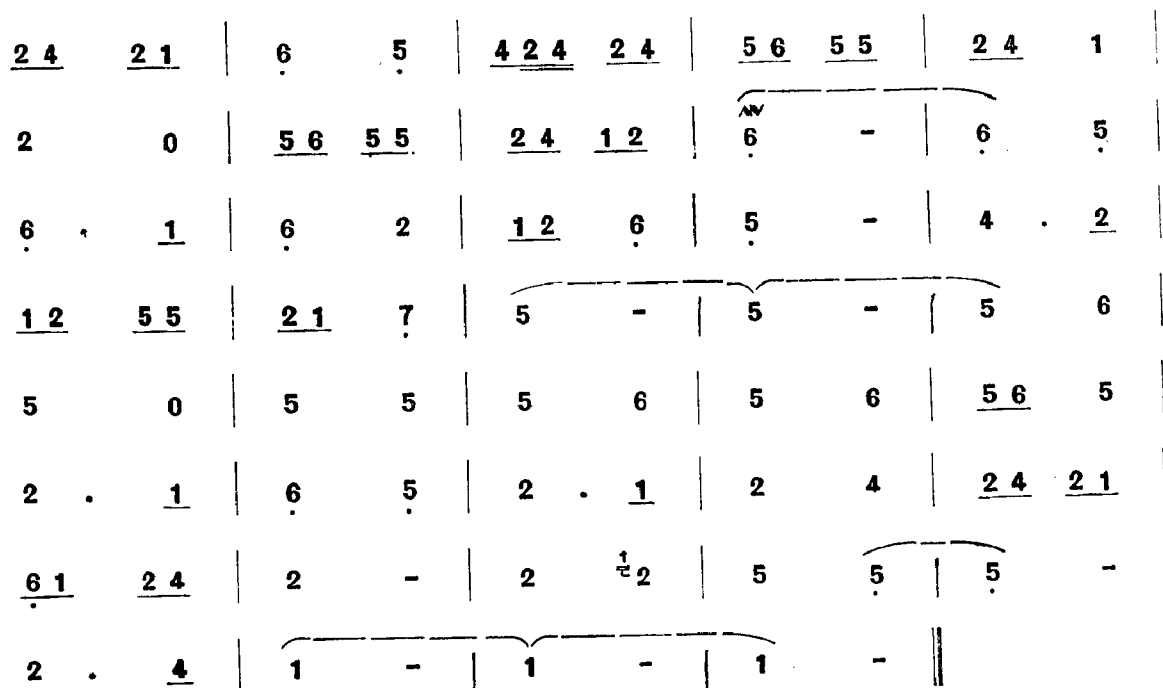 24 21 | 6̣ 5̣ | 424 24 | 56 55 | 24 1 |
2 0 | 56 55 | 24 12 | 6̣ - | 6̣ 5̣ |
6̣ · 1 | 6̣ 2 | 12 6̣ | 5̣ - | 4 . 2 |
12 55 | 21 7̣ | 5 - | 5 - | 5 6 |
5 0 | 5 5 | 5 6 | 5 6 | 56 5 |
2 . 1 | 6̣ 5̣ | 2 . 1 | 2 4 | 24 21
6̣1 24 | 2 - | 2 12 | 5 5̣ | 5̣ -
2 . 4 | 1 - | 1 - | 1 - ‖